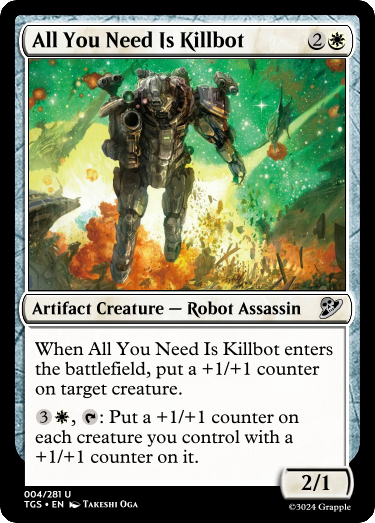 All You Need Is Killbot 2
Artifact Creature — Robot Assassin
When All You Need Is Killbot enters
the battlefield, put a +1/+1 counter
on target creature.
3, : Put a +1/+1 counter on
each creature you control with a
+1/+1 counter on it.
2/1
004/281 U
TGS • EN Takeshi Oga
©3024 Grapple